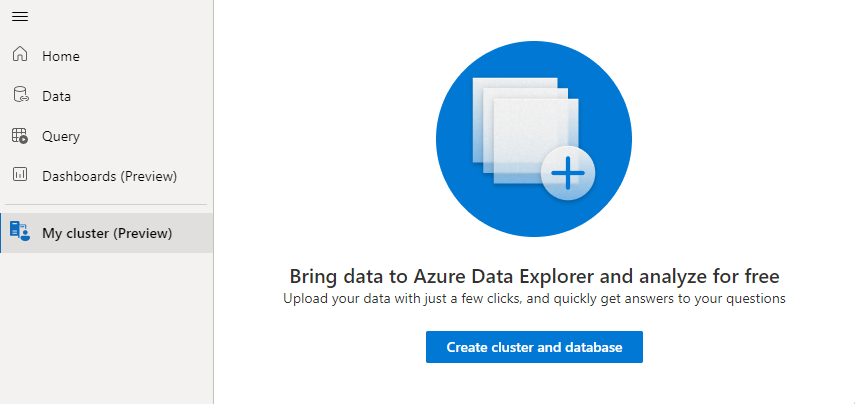 Home
Data
Query
Dashboards (Preview)
My cluster (Preview)
Bring data to Azure Data Explorer and analyze for free
Upload your data with just a few clicks, and quickly get answers to your questions
Create cluster and database